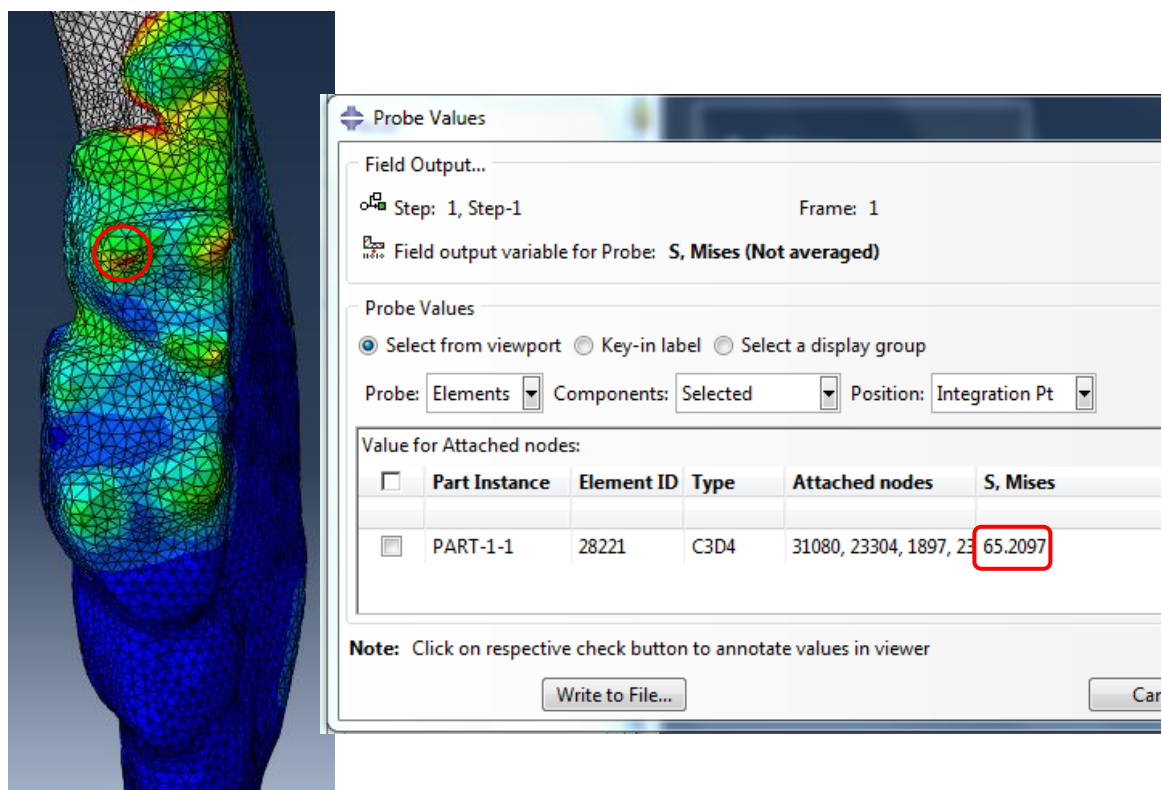 Probe Values
Field Output...
Step: 1, Step-1 Frame: 1
Field output variable for Probe: S, Mises (Not averaged)
Probe Values
Select from viewport Key-in label Select a display group
Probe: Elements Components: Selected Position: Integration Pt
Value for Attached nodes:
Part Instance Element ID Type Attached nodes S, Mises
PART-1-1 28221 C3D4 31080, 23304, 1897, 23 65.2097
Note: Click on respective check button to annotate values in viewer
Write to File... Can